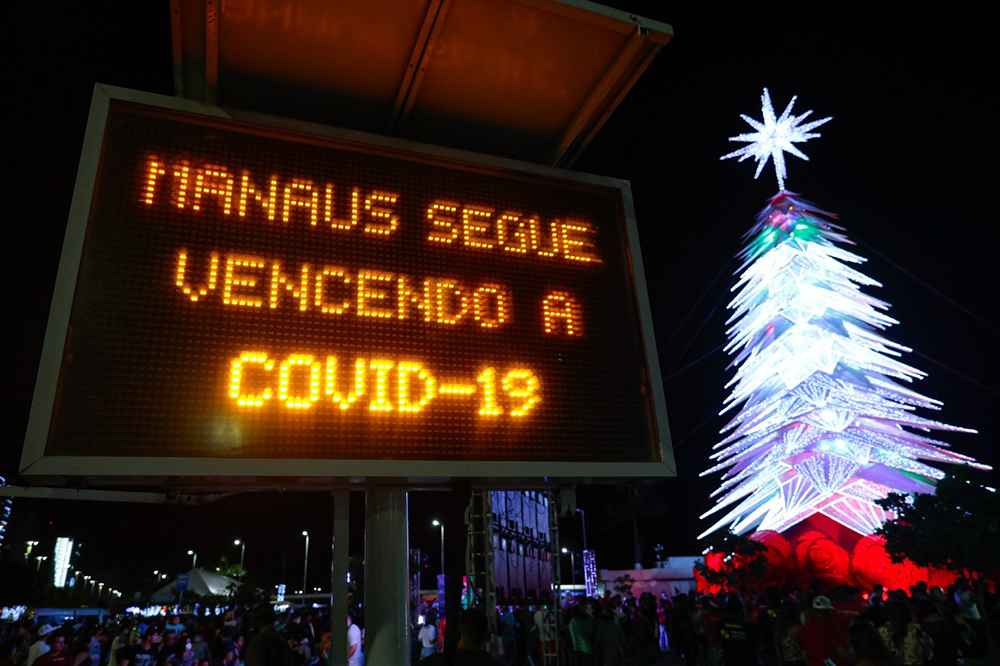 MANAUS SEGUE
VENCENDO A
COVID-19